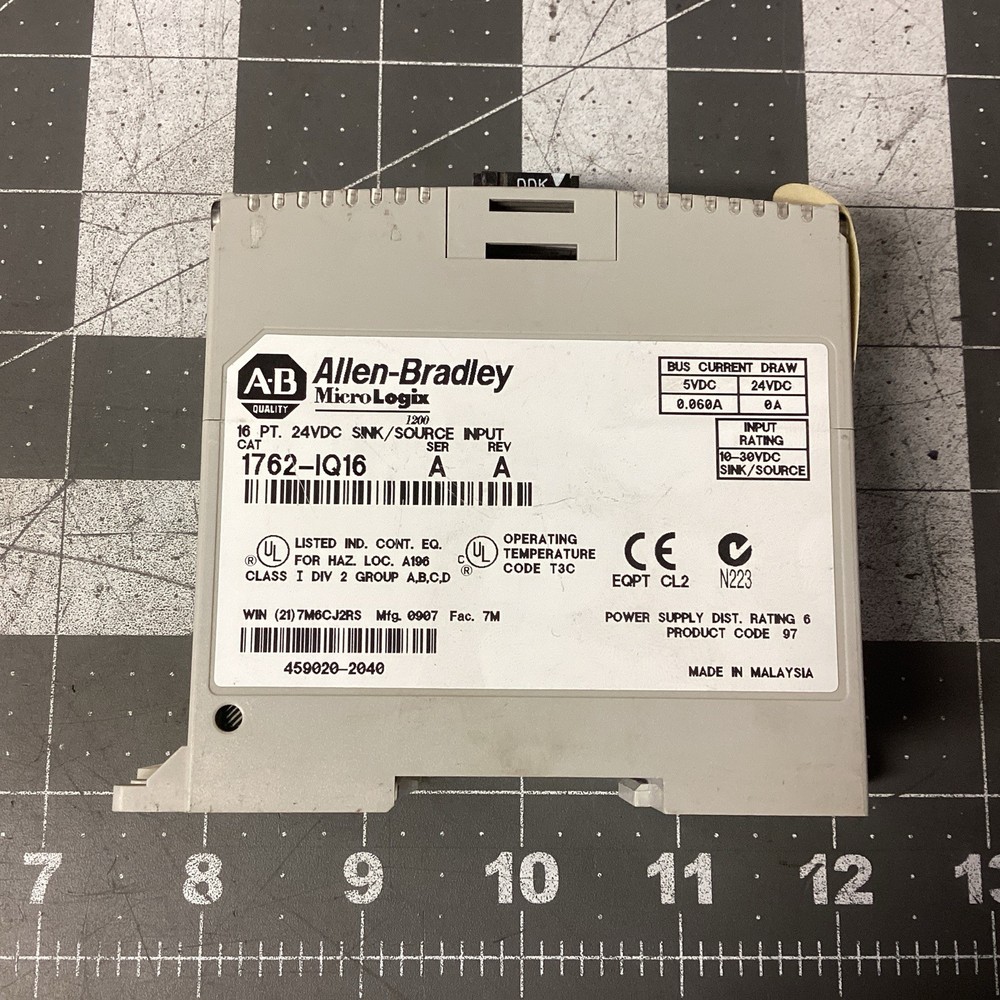 DDK
A·B
QUALITY
Allen-Bradley
MicroLogix
1200
16 PT. 24VDC SINK/SOURCE INPUT
CAT SER REV
1762-IQ16 A A
BUS CURRENT DRAW
5VDC 24VDC
0.060A 0A
INPUT
RATING
10-30VDC
SINK/SOURCE
® UL LISTED IND. CONT. EQ.
FOR HAZ. LOC. A196
CLASS I DIV 2 GROUP A,B,C,D
C UL ® OPERATING
TEMPERATURE
CODE T3C
CE
EQPT CL2
N223
WIN (21)7M6CJ2RS Mfg. 0907 Fac. 7M
459020-2040
POWER SUPPLY DIST. RATING 6
PRODUCT CODE 97
MADE IN MALAYSIA
7 8 9 10 11 12 13